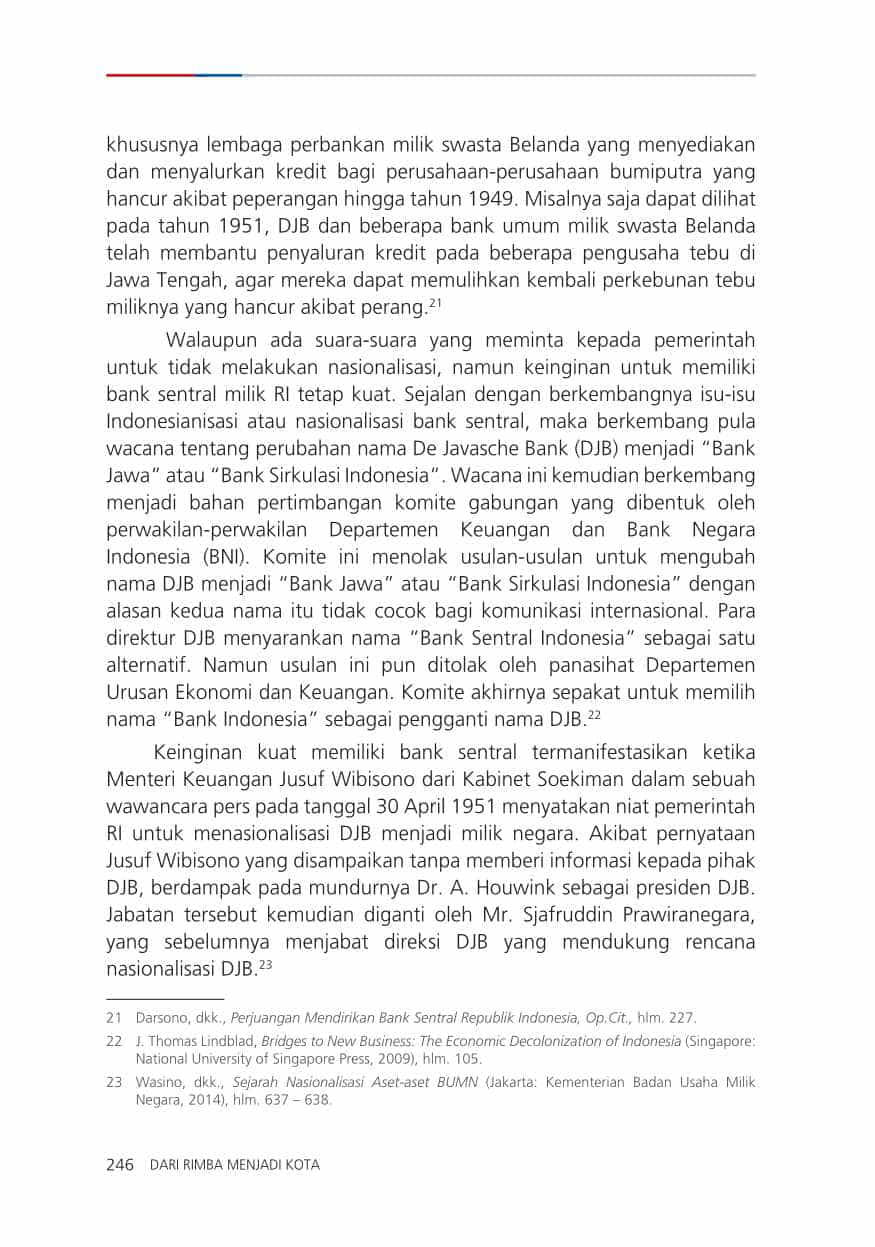 khususnya lembaga perbankan milik swasta Belanda yang menyediakan
dan menyalurkan kredit bagi perusahaan-perusahaan bumiputra yang
hancur akibat peperangan hingga tahun 1949. Misalnya saja dapat dilihat
pada tahun 1951, DJB dan beberapa bank umum milik swasta Belanda
telah membantu penyaluran kredit pada beberapa pengusaha tebu di
Jawa Tengah, agar mereka dapat memulihkan kembali perkebunan tebu
miliknya yang hancur akibat perang.21
Walaupun ada suara-suara yang meminta kepada pemerintah
untuk tidak melakukan nasionalisasi, namun keinginan untuk memiliki
bank sentral milik RI tetap kuat. Sejalan dengan berkembangnya isu-isu
Indonesianisasi atau nasionalisasi bank sentral, maka berkembang pula
wacana tentang perubahan nama De Javasche Bank (DJB) menjadi “Bank
Jawa” atau “Bank Sirkulasi Indonesia”. Wacana ini kemudian berkembang
menjadi bahan pertimbangan komite gabungan yang dibentuk oleh
perwakilan-perwakilan Departemen Keuangan dan Bank Negara
Indonesia (BNI). Komite ini menolak usulan-usulan untuk mengubah
nama DJB menjadi “Bank Jawa” atau “Bank Sirkulasi Indonesia” dengan
alasan kedua nama itu tidak cocok bagi komunikasi internasional. Para
direktur DJB menyarankan nama “Bank Sentral Indonesia” sebagai satu
alternatif. Namun usulan ini pun ditolak oleh panasihat Departemen
Urusan Ekonomi dan Keuangan. Komite akhirnya sepakat untuk memilih
nama “Bank Indonesia” sebagai pengganti nama DJB.22
Keinginan kuat memiliki bank sentral termanifestasikan ketika
Menteri Keuangan Jusuf Wibisono dari Kabinet Soekiman dalam sebuah
wawancara pers pada tanggal 30 April 1951 menyatakan niat pemerintah
RI untuk menasionalisasi DJB menjadi milik negara. Akibat pernyataan
Jusuf Wibisono yang disampaikan tanpa memberi informasi kepada pihak
DJB, berdampak pada mundurnya Dr. A. Houwink sebagai presiden DJB.
Jabatan tersebut kemudian diganti oleh Mr. Sjafruddin Prawiranegara,
yang sebelumnya menjabat direksi DJB yang mendukung rencana
nasionalisasi DJB.23
21 Darsono, dkk., Perjuangan Mendirikan Bank Sentral Republik Indonesia, Op.Cit., hlm. 227.
22 J. Thomas Lindblad, Bridges to New Business: The Economic Decolonization of Indonesia (Singapore:
National University of Singapore Press, 2009), hlm. 105.
23 Wasino, dkk., Sejarah Nasionalisasi Aset-aset BUMN (Jakarta: Kementerian Badan Usaha Milik
Negara, 2014), hlm. 637 – 638.
246 DARI RIMBA MENJADI KOTA